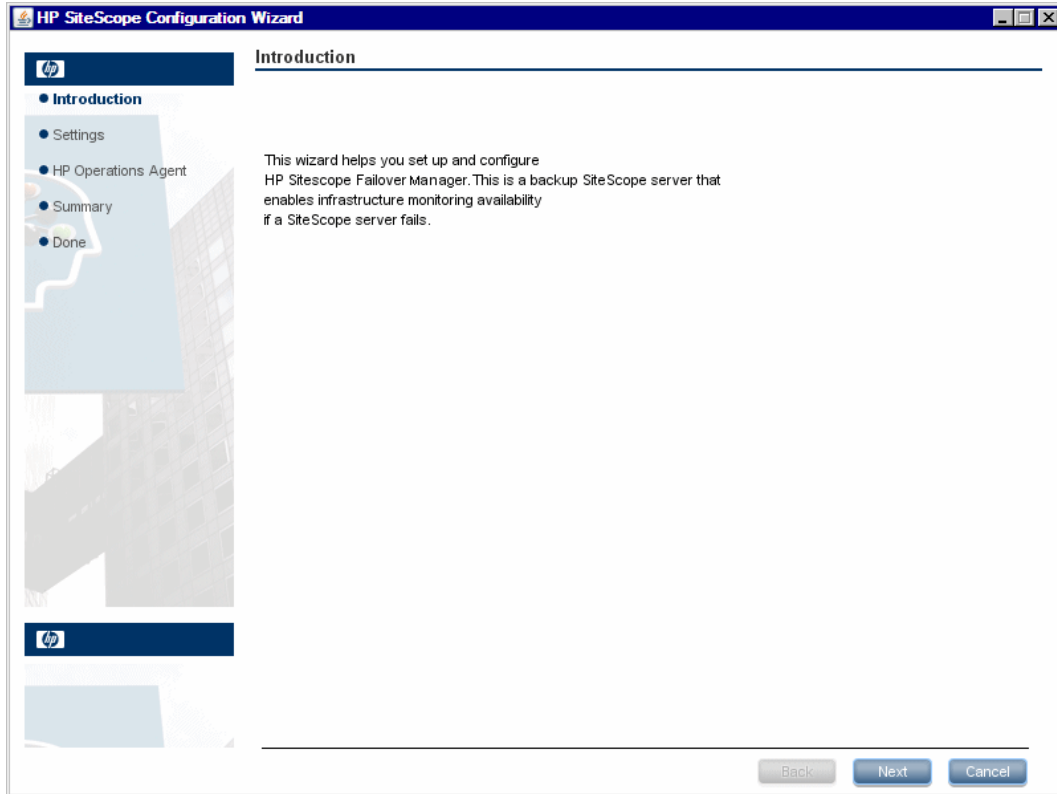 HP SiteScope Configuration Wizard
hp
Introduction
Settings
HP Operations Agent
Summary
Done
Introduction
This wizard helps you set up and configure
HP Sitescope Failover Manager.This is a backup SiteScope server that
enables infrastructure monitoring availability
if a SiteScope server fails.
hp
Back
Next
Cancel